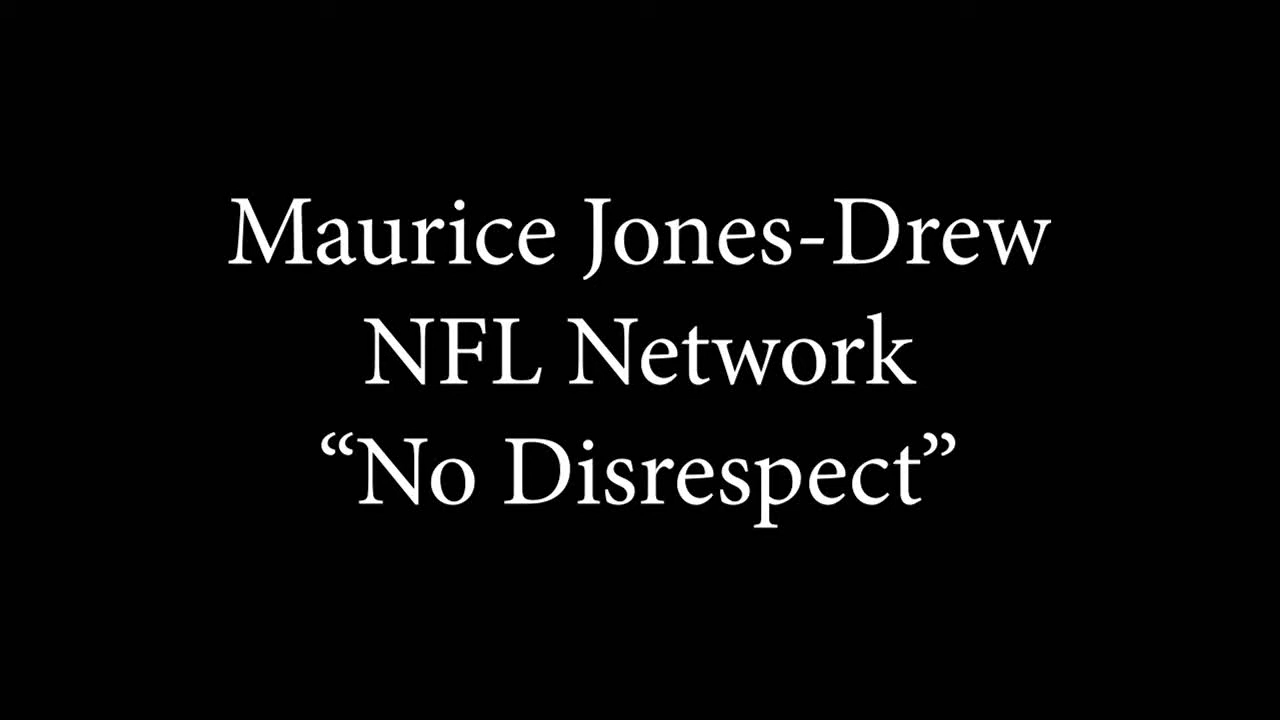 Maurice Jones-Drew
NFL Network
“No Disrespect”